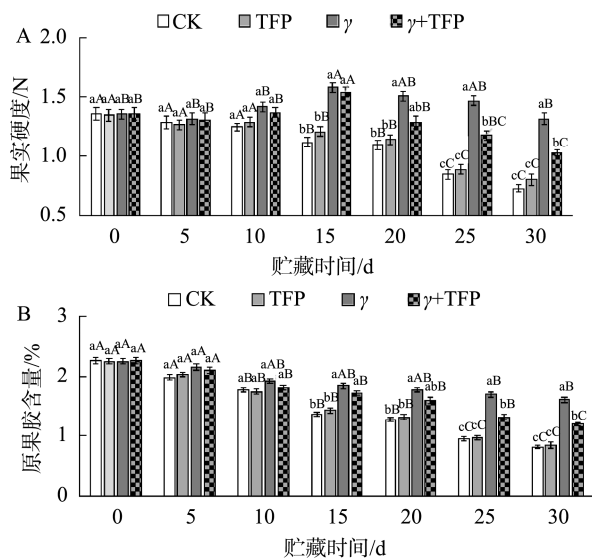 A
CK TFP γ γ+TFP
2.0
1.5
1.0
0.5
果实硬度/N
aA aA aB aB
aA aA aB aB
aA aA aB aB
bB bB aA aA
bB bB aAB abB
cC cC aAB bBC
cC cC aB bC
0 5 10 15 20 25 30
贮藏时间/d
B
CK TFP γ γ+TFP
3
2
1
0
原果胶含量/%
aA aA aA aA
aA aA aA aA
aB aB aAB aB
bB bB aAB aB
bB bB aAB abB
cC cC aB bB
cC cC aB bC
0 5 10 15 20 25 30
贮藏时间/d